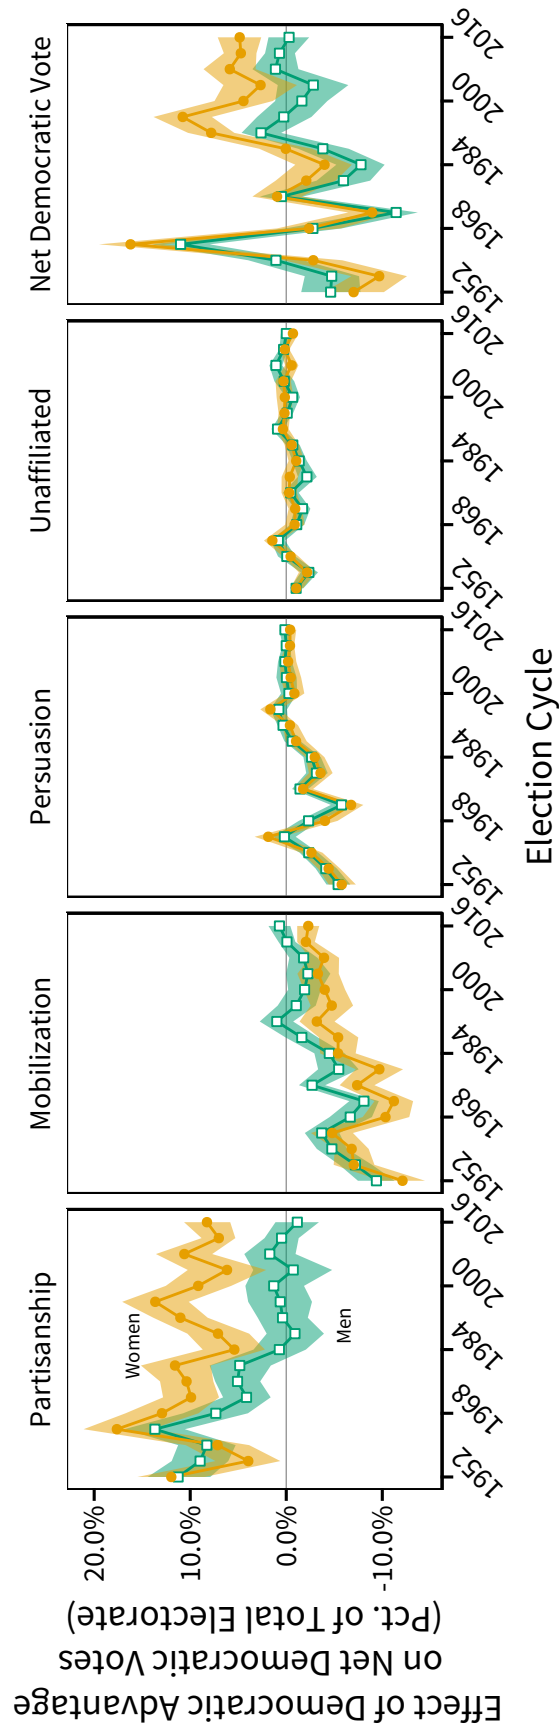 Effect of Democratic Advantage
on Net Democratic Votes
(Pct. of Total Electorate)
20.0%
10.0%
0.0%
-10.0%
Partisanship
Women
Men
1952
1968
1984
2000
2016
Mobilization
1952
1968
1984
2000
2016
Persuasion
1952
1968
1984
2000
2016
Unaffiliated
1952
1968
1984
2000
2016
Net Democratic Vote
1952
1968
1984
2000
2016
Election Cycle